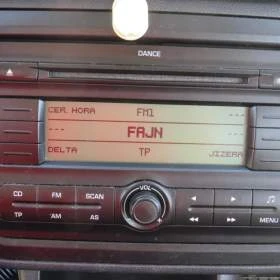 DANCE
CER. HORA FM1
--- FAJN ---
DELTA TP JIZERA
CD FM SCAN
VOL
TP AM AS
MENU